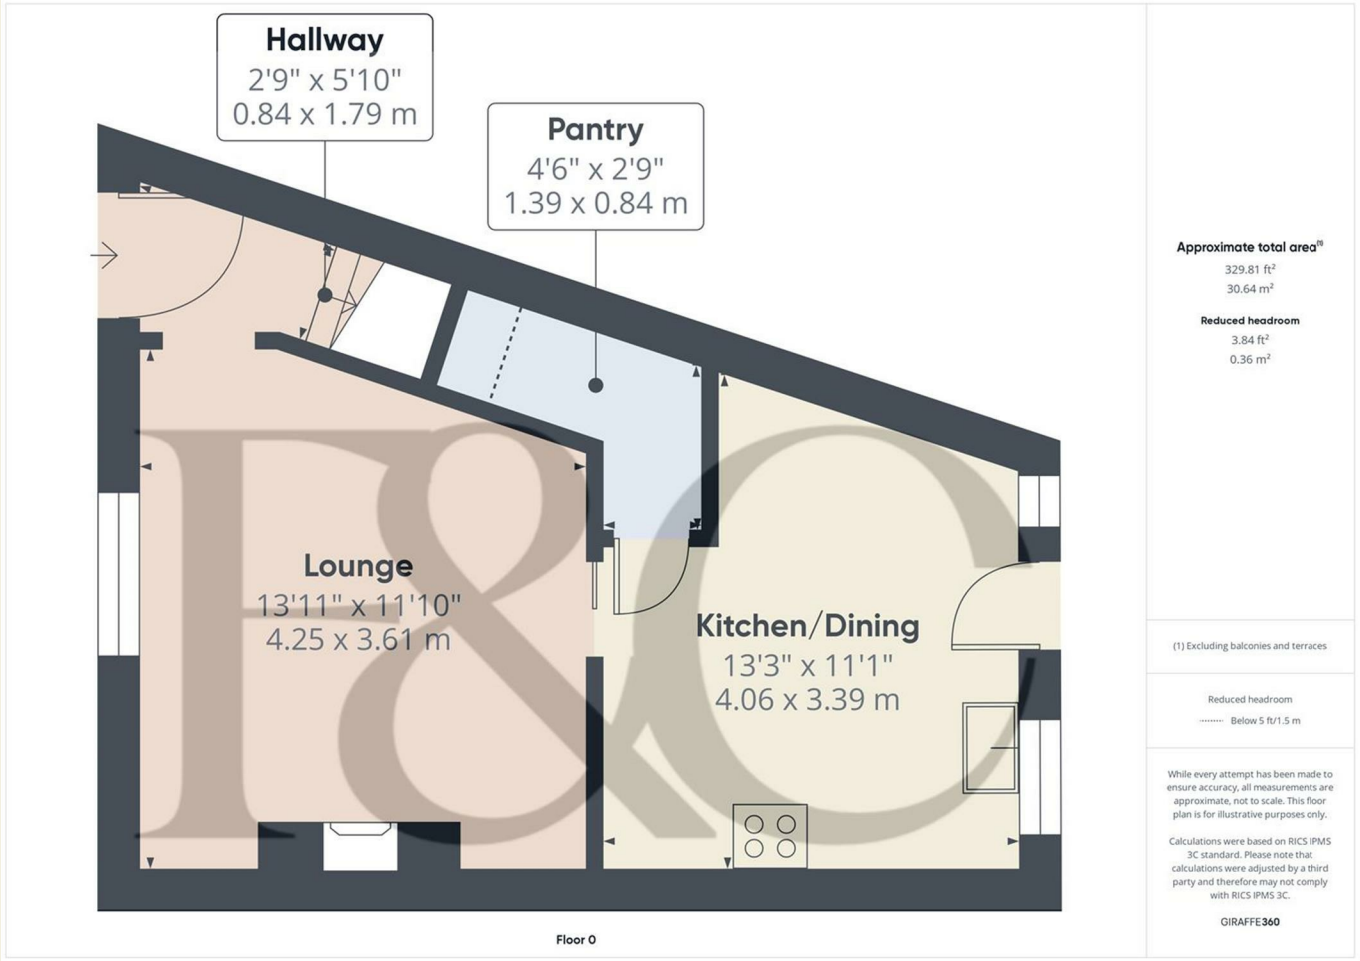 Hallway
2'9" x 5'10"
0.84 x 1.79 m
Pantry
4'6" x 2'9"
1.39 x 0.84 m
Lounge
13'11" x 11'10"
4.25 x 3.61 m
Kitchen/Dining
13'3" x 11'1"
4.06 x 3.39 m
F&C
Floor 0
Approximate total area(1)
329.81 ft²
30.64 m²
Reduced headroom
3.84 ft²
0.36 m²
(1) Excluding balconies and terraces
Reduced headroom
Below 5 ft/1.5 m
While every attempt has been made to
ensure accuracy, all measurements are
approximate, not to scale. This floor
plan is for illustrative purposes only.
Calculations were based on RICS IPMS
3C standard. Please note that
calculations were adjusted by a third
party and therefore may not comply
with RICS IPMS 3C.
GIRAFFE360